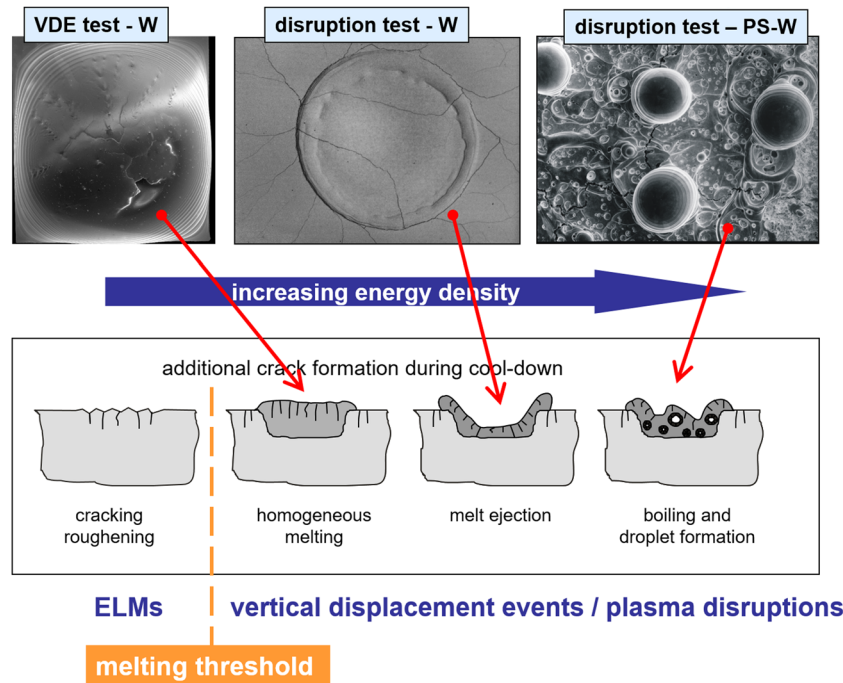 VDE test - W
disruption test - W
disruption test – PS-W
increasing energy density
additional crack formation during cool-down
cracking
roughening
homogeneous
melting
melt ejection
boiling and
droplet formation
ELMs
vertical displacement events / plasma disruptions
melting threshold